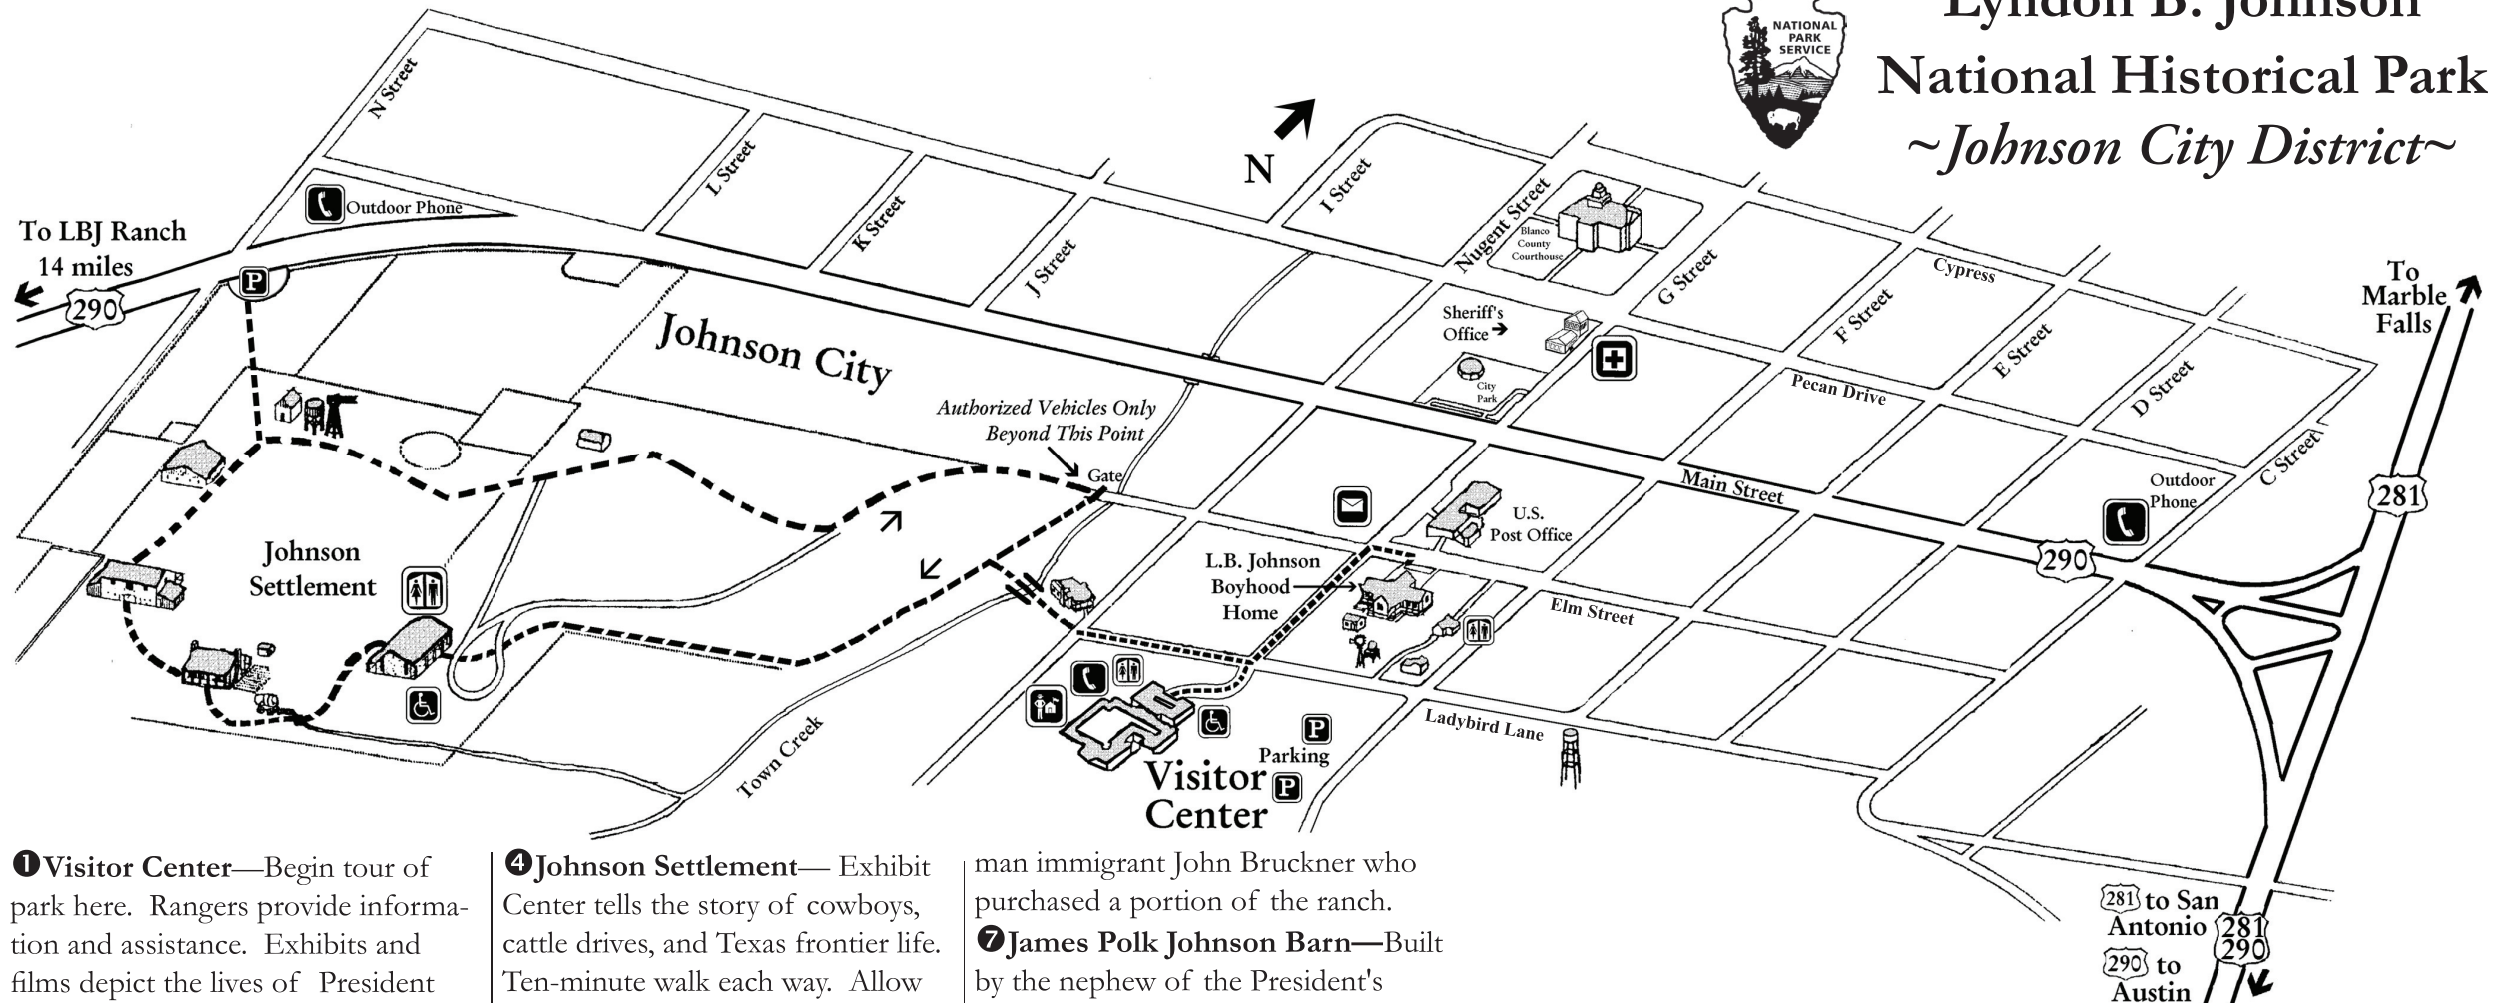 Lyndon B. Johnson
National Historical Park
~Johnson City District~
NATIONAL
PARK
SERVICE
N
N Street
L Street
K Street
J Street
I Street
Nugent Street
G Street
F Street
E Street
D Street
C Street
Cypress
Pecan Drive
Main Street
Elm Street
Ladybird Lane
Outdoor Phone
To LBJ Ranch
14 miles
290
P
Blanco
County
Courthouse
Sheriff's
Office
City
Park
To
Marble
Falls
281
Outdoor
Phone
290
Johnson City
Authorized Vehicles Only
Beyond This Point
Gate
U.S.
Post Office
L.B. Johnson
Boyhood
Home
Johnson
Settlement
Town Creek
P
Parking
P
Visitor
Center
281 to San
Antonio
281
290
290 to
Austin
❶Visitor Center—Begin tour of
park here. Rangers provide informa-
tion and assistance. Exhibits and
films depict the lives of President
❹Johnson Settlement— Exhibit
Center tells the story of cowboys,
cattle drives, and Texas frontier life.
Ten-minute walk each way. Allow
man immigrant John Bruckner who
purchased a portion of the ranch.
❼James Polk Johnson Barn—Built
by the nephew of the President's